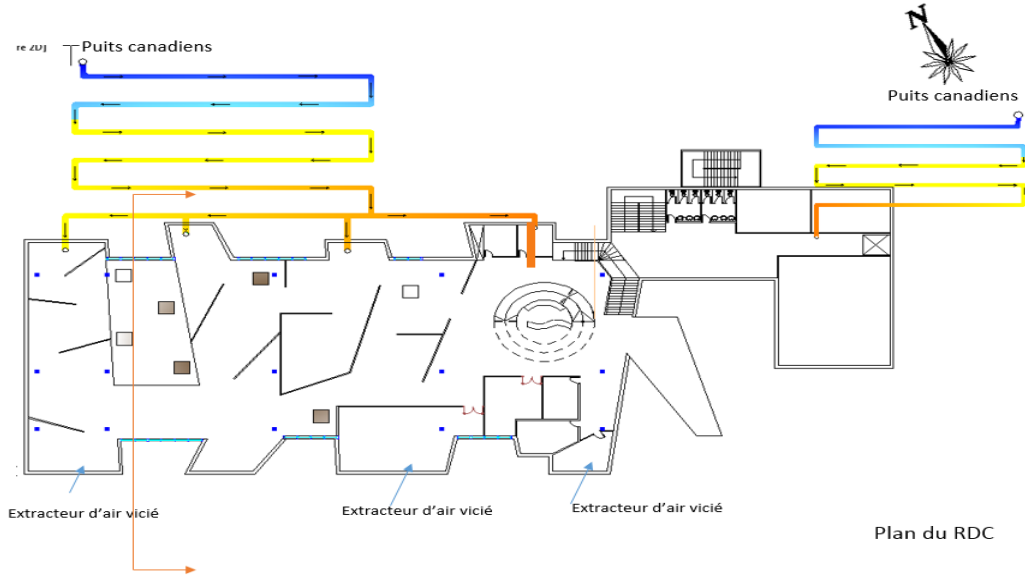 N
Puits canadiens
Puits canadiens
Extracteur d'air vicié
Extracteur d'air vicié
Extracteur d'air vicié
Plan du RDC